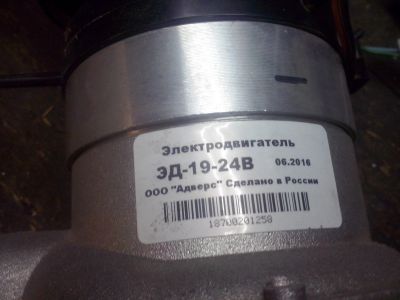 Электродвигатель
ЭД-19-24В 06.2016
ООО "Адверс" Сделано в России
18700201258